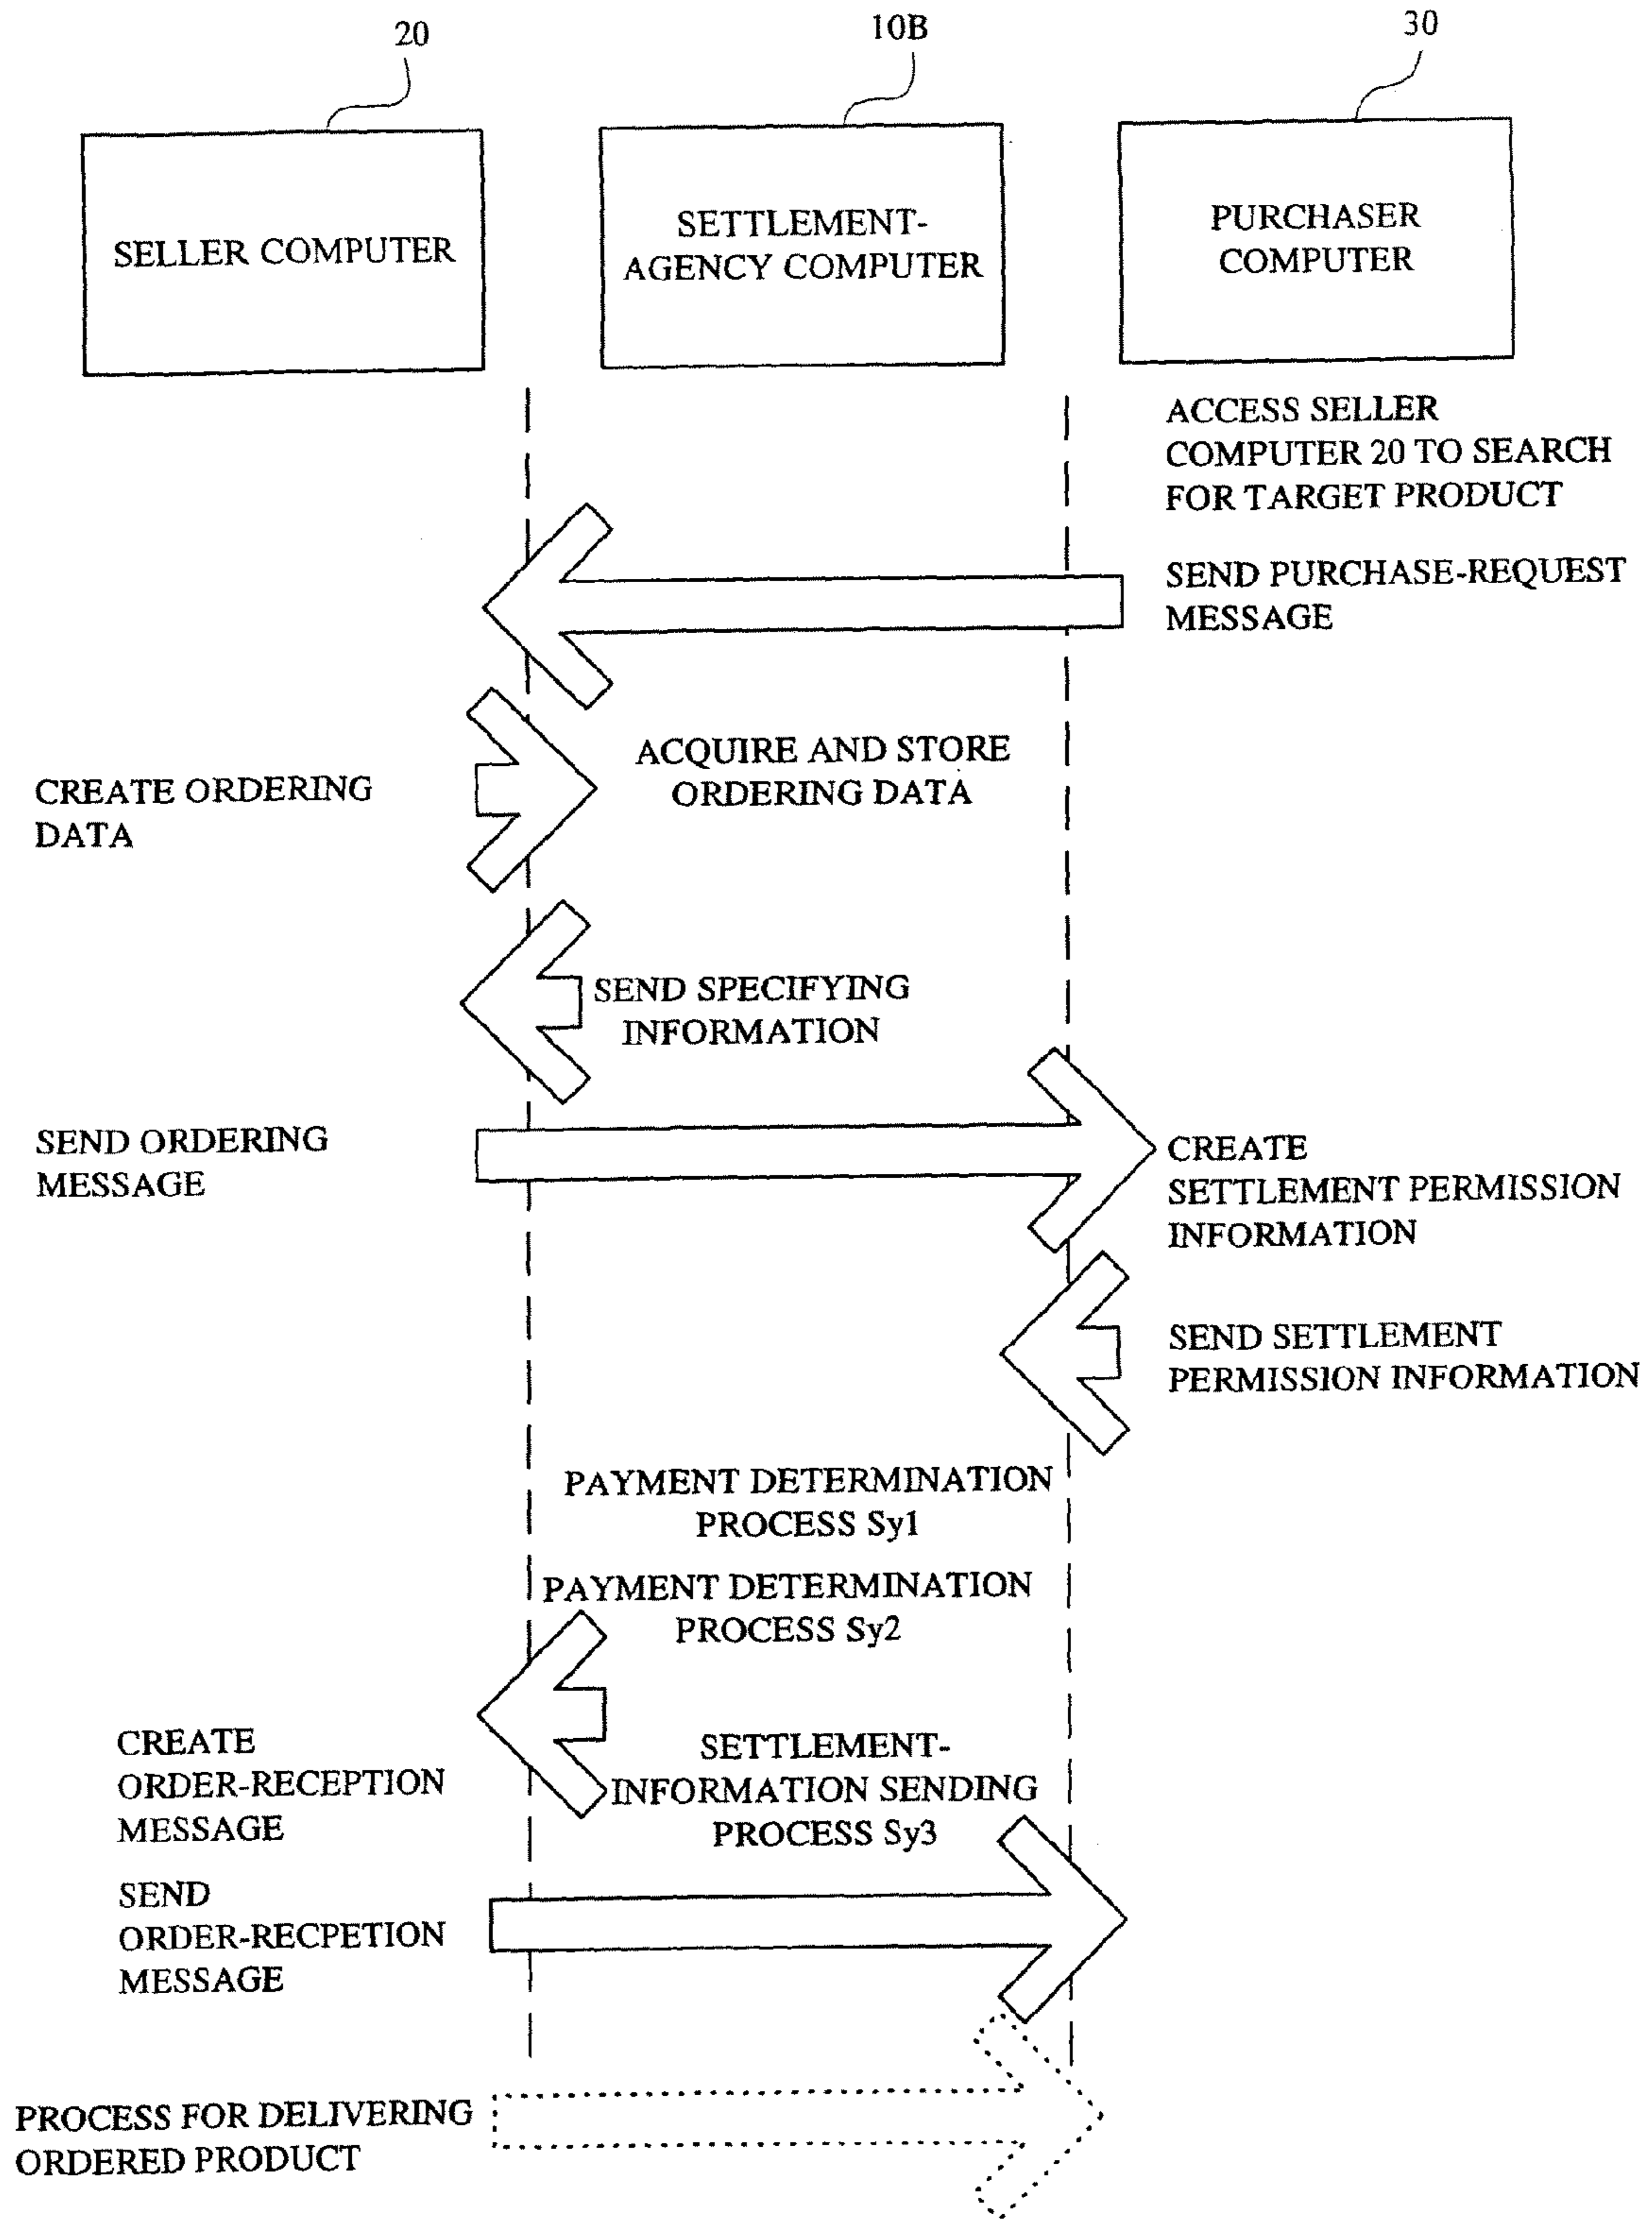 20
10B
30
SELLER COMPUTER
SETTLEMENT-
AGENCY COMPUTER
PURCHASER
COMPUTER
ACCESS SELLER
COMPUTER 20 TO SEARCH
FOR TARGET PRODUCT
SEND PURCHASE-REQUEST
MESSAGE
ACQUIRE AND STORE
ORDERING DATA
CREATE ORDERING
DATA
SEND SPECIFYING
INFORMATION
SEND ORDERING
MESSAGE
CREATE
SETTLEMENT PERMISSION
INFORMATION
SEND SETTLEMENT
PERMISSION INFORMATION
PAYMENT DETERMINATION
PROCESS Sy1
PAYMENT DETERMINATION
PROCESS Sy2
CREATE
ORDER-RECEPTION
MESSAGE
SETTLEMENT-
INFORMATION SENDING
PROCESS Sy3
SEND
ORDER-RECPETION
MESSAGE
PROCESS FOR DELIVERING
ORDERED PRODUCT